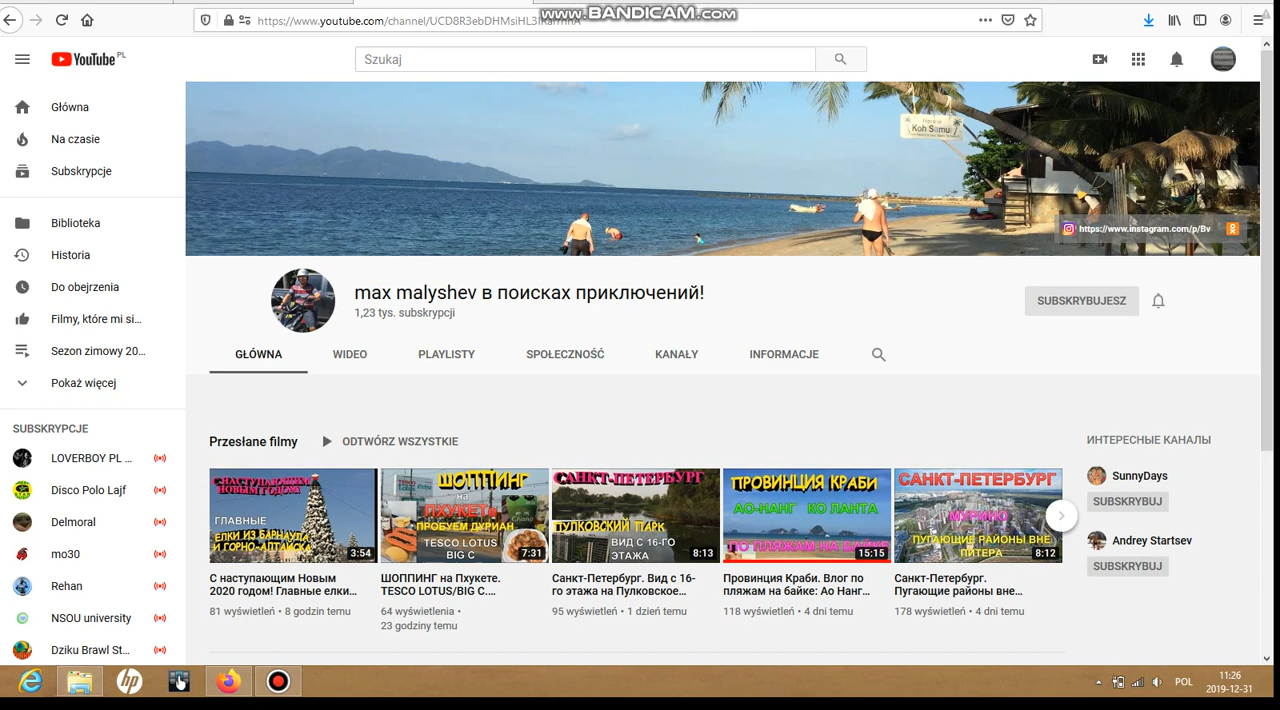 www.BANDICAM.com
https://www.youtube.com/channel/
YouTube PL
Szukaj
Główna
Na czasie
Subskrypcje
Biblioteka
Historia
Do obejrzenia
Filmy, które mi si...
Sezon zimowy 20...
Pokaż więcej
SUBSKRYPCJE
LOVERBOY PL ...
Disco Polo Lajf
Delmoral
mo30
Rehan
NSOU university
Dziku Brawl St...
Koh Samui
https://www.instagram.com/p/Bv
max malyshev в поисках приключений!
1,23 tys. subskrypcji
SUBSKRYBUJESZ
GŁÓWNA WIDEO PLAYLISTY SPOŁECZNOŚĆ KANAŁY INFORMACJE
Przesłane filmy ODTWÓRZ WSZYSTKIE
С НАСТУПАЮЩИМ
НОВЫМ ГОДОМ
ГЛАВНЫЕ
ЕЛКИ ИЗ БАРНАУЛА
И ГОРНО-АЛТАЙСКА
3:54
С наступающим Новым
2020 годом! Главные елки...
81 wyświetleń • 8 godzin temu
ШОППИНГ
на
ПХУКЕТе
ПРОБУЕМ ДУРИАН
TESCO LOTUS
BIG C
7:31
ШОППИНГ на Пхукете.
TESCO LOTUS/BIG C....
64 wyświetlenia •
23 godziny temu
САНКТ-ПЕТЕРБУРГ
ПУЛКОВСКИЙ ПАРК
ВИД С 16-ГО
ЭТАЖА
8:13
Санкт-Петербург. Вид с 16-
го этажа на Пулковское...
95 wyświetleń • 1 dzień temu
ПРОВИНЦИЯ КРАБИ
АО-НАНГ КО ЛАНТА
ПО ПЛЯЖАМ НА БАЙКЕ
15:15
Провинция Краби. Влог по
пляжам на байке: Ао Нанг...
118 wyświetleń • 4 dni temu
САНКТ-ПЕТЕРБУРГ
МУРИНО
ПУГАЮЩИЕ РАЙОНЫ ВНЕ
ПИТЕРА
8:12
Санкт-Петербург.
Пугающие районы вне...
178 wyświetleń • 4 dni temu
ИНТЕРЕСНЫЕ КАНАЛЫ
SunnyDays
SUBSKRYBUJ
Andrey Startsev
SUBSKRYBUJ
hp
POL
11:26
2019-12-31